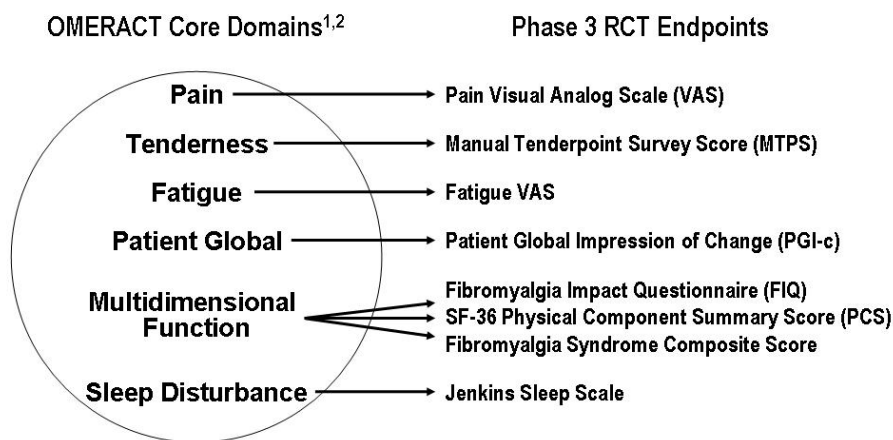 OMERACT Core Domains1,2
Phase 3 RCT Endpoints
Pain
Pain Visual Analog Scale (VAS)
Tenderness
Manual Tenderpoint Survey Score (MTPS)
Fatigue
Fatigue VAS
Patient Global
Patient Global Impression of Change (PGI-c)
Multidimensional
Function
Fibromyalgia Impact Questionnaire (FIQ)
SF-36 Physical Component Summary Score (PCS)
Fibromyalgia Syndrome Composite Score
Sleep Disturbance
Jenkins Sleep Scale